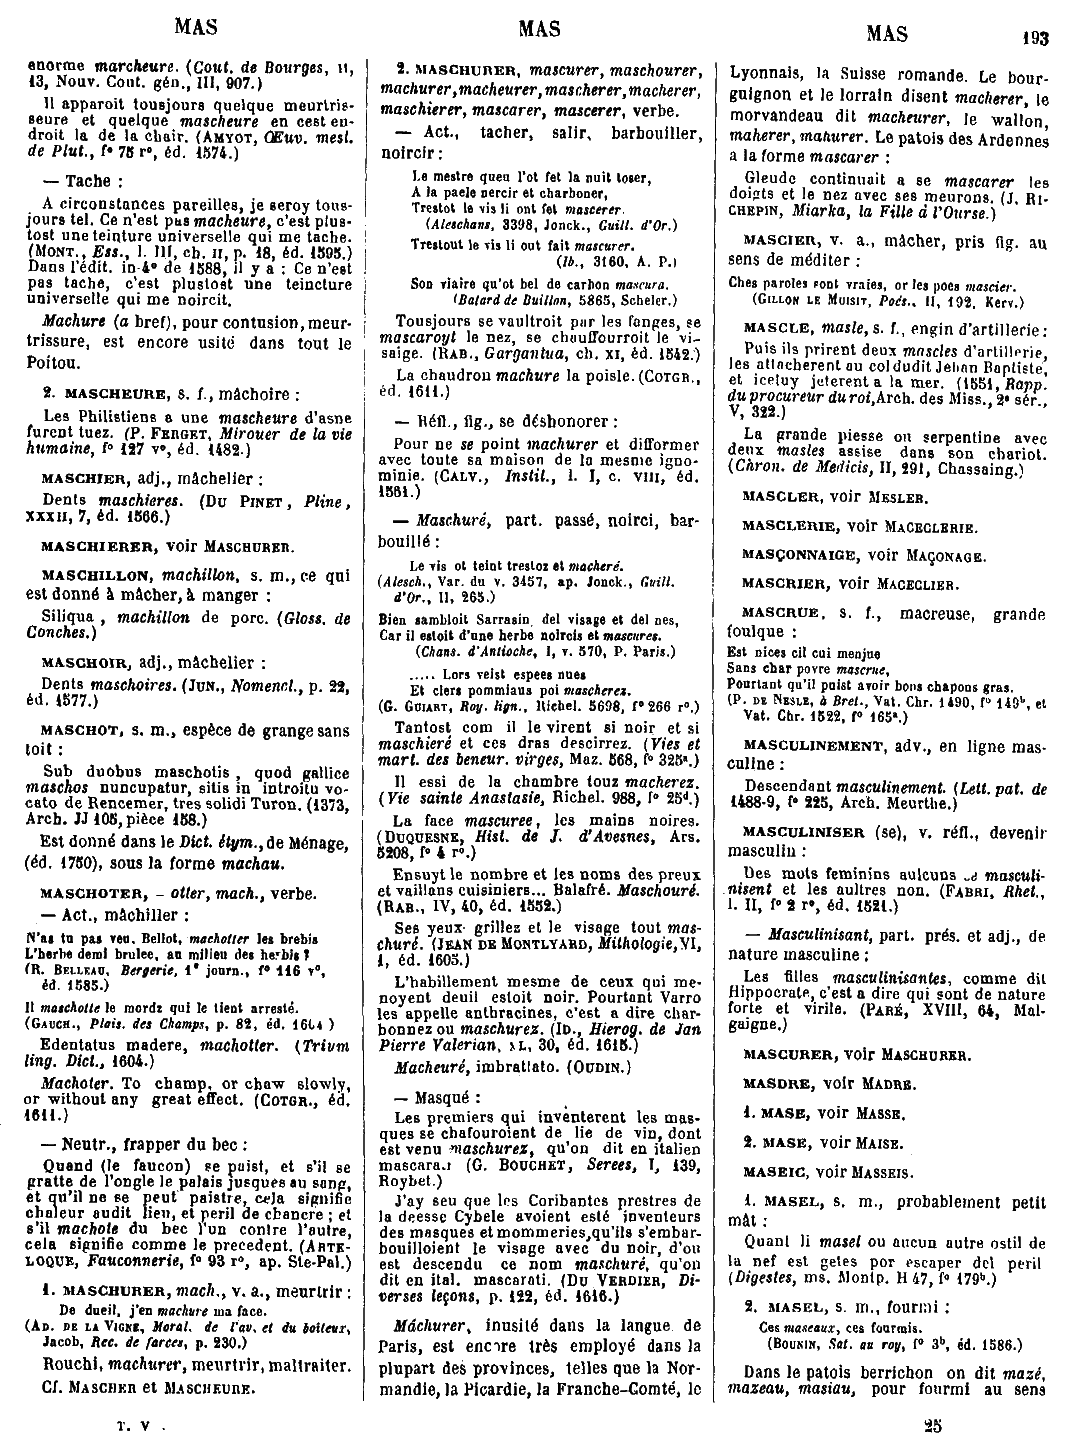 MAS
MAS
MAS
193
enorme marcheure. (Cout. de Bourges, II,
13, Nouv. Cout. gén., III, 907.)
Il apparoit tousjours quelque meurtris-
seure et quelque mascheure en cest en-
droit la de la chair. (AMYOT, Œuv. mesl.
de Plut., f° 75 r°, éd. 1574.)
— Tache :
A circonstances pareilles, je seroy tous-
jours tel. Ce n'est pas macheure, c'est plus-
tost une teinture universelle qui me tache.
(MONT., Ess., l. III, ch. II, p. 18, éd. 1595.)
Dans l'édit. in-4° de 1588, il y a : Ce n'est
pas tache, c'est plustost une teincture
universelle qui me noircit.
Machure (a bref), pour contusion, meur-
trissure, est encore usité dans tout le
Poitou.
2. MASCHEURE, s. f., mâchoire :
Les Philistiens a une mascheure d'asne
furent tuez. (P. FERGET, Mirouer de la vie
humaine, f° 127 v°, éd. 1482.)
MASCHIER, adj., mâchelier :
Dents maschieres. (DU PINET, Pline,
XXXII, 7, éd. 1566.)
MASCHIERER, voir MASCHURER.
MASCHILLON, machillon, s. m., ce qui
est donné à mâcher, à manger :
Siliqua, machillon de porc. (Gloss. de
Conches.)
MASCHOIR, adj., mâchelier :
Dents maschoires. (JUN., Nomencl., p. 22,
éd. 1577.)
MASCHOT, s. m., espèce de grange sans
toit :
Sub duobus maschotis, quod gallice
maschos nuncupatur, sitis in introitu vo-
cato de Rencemer, tres solidi Turon. (1373,
Arch. JJ 105, pièce 158.)
Est donné dans le Dict. étym., de Ménage,
(éd. 1750), sous la forme machau.
MASCHOTER, - otter, mach., verbe.
— Act., mâchiller :
N'as tu pas veu, Bellot, machotter les brebis
L'herbe demi brulee, au milieu des herbis ?
(R. BELLEAU, Bergerie, 1e journ., f° 116 v°,
éd. 1585.)
Il maschotte le mordz qui le tient arresté.
(GAUCH., Plais. des Champs, p. 82, éd. 1604)
Edentatus madere, machotter. (Trium
ling. Dict., 1604.)
Machoter. To champ, or chaw slowly,
or without any great effect. (COTGR., éd.
1611.)
— Neutr., frapper du bec :
Quand (le faucon) se paist, et s'il se
gratte de l'ongle le palais jusques au sang,
et qu'il ne se peut paistre, cela signifie
chaleur audit lieu, et peril de chancre ; et
s'il machote du bec l'un contre l'autre,
cela signifie comme le precedent. (ARTE-
LOQUE, Fauconnerie, f° 93 r°, ap. Ste-Pal.)
1. MASCHURER, mach., v. a., meurtrir :
De dueil, j'en machure ma face.
(AD. DE LA VIGNE, Moral. de l'av. et du boiteux,
Jacob, Rec. de farces, p. 230.)
Rouchi, machurer, meurtrir, maltraiter.
Cf. MASCHER et MASCHEURE.
T. V.
2. MASCHURER, mascurer, maschourer,
machurer, macheurer, mascherer, macherer,
maschierer, mascarer, mascerer, verbe.
— Act., tacher, salir, barbouiller,
noircir :
Le mestre queu l'ot fet la nuit toser,
A la paele nercir et charboner,
Trestot le vis li ont fet mascerer.
(Aleschans, 3398, Jonck., Guill. d'Or.)
Trestout le vis li out fait mascurer.
(Ib., 3160, A. P.)
Son viaire qu'ot bel de carbon mascura.
(Batard de Buillon, 5865, Scheler.)
Tousjours se vaultroit par les fanges, se
mascaroyt le nez, se chauffourroit le vi-
saige. (RAB., Gargantua, ch. XI, éd. 1542.)
La chaudron machure la poisle. (COTGR.,
éd. 1611.)
— Réfl., fig., se déshonorer :
Pour ne se point machurer et difformer
avec toute sa maison de la mesme igno-
minie. (CALV., Instit., l. I, c. VIII, éd.
1561.)
— Maschuré, part. passé, noirci, bar-
bouillé :
Le vis ot teint trestoz et macheré.
(Alesch., Var. du v. 3457, ap. Jonck., Guill.
d'Or., II, 265.)
Bien sambloit Sarrasin, del visage et del nes,
Car il estoit d'une herbe noircis et mascures.
(Chans. d'Antioche, I, v. 570, P. Paris.)
..... Lors veist espees nues
Et clers pommiaus poi mascherez.
(G. GUIART, Roy. lign., Richel. 5698, f° 266 r°.)
Tantost com il le virent si noir et si
maschieré et ces dras descirrez. (Vies et
mart. des beneur. virges, Maz. 568, f° 325a.)
Il essi de la chambre touz macherez.
(Vie sainte Anastasie, Richel. 988, f° 25d.)
La face mascuree, les mains noires.
(DUQUESNE, Hist. de J. d'Avesnes, Ars.
5208, f° 4 r°.)
Ensuyt le nombre et les noms des preux
et vaillans cuisiniers... Balafré. Maschouré.
(RAB., IV, 40, éd. 1552.)
Ses yeux grillez et le visage tout mas-
churé. (JEAN DE MONTLYARD, Mithologie, VI,
1, éd. 1605.)
L'habillement mesme de ceux qui me-
noyent deuil estoit noir. Pourtant Varro
les appelle anthracines, c'est a dire char-
bonnez ou maschurez. (ID., Hierog. de Jan
Pierre Valerian, XL, 30, éd. 1615.)
Macheuré, imbrattato. (OUDIN.)
— Masqué :
Les premiers qui inventerent les mas-
ques se chafouroient de lie de vin, dont
est venu maschurez, qu'on dit en italien
mascarai (G. BOUCHET, Serees, I, 139,
Roybet.)
J'ay seu que les Coribantes prestres de
la deesse Cybele avoient esté inventeurs
des masques et mommeries, qu'ils s'embar-
bouilloient le visage avec du noir, d'ou
est descendu ce nom maschuré, qu'on
dit en ital. mascarati. (DU VERDIER, Di-
verses leçons, p. 122, éd. 1616.)
Mâchurer, inusité dans la langue de
Paris, est encore très employé dans la
plupart des provinces, telles que la Nor-
mandie, la Picardie, la Franche-Comté, le
Lyonnais, la Suisse romande. Le bour-
guignon et le lorrain disent macherer, le
morvandeau dit macheurer, le wallon,
maherer, mahurer. Le patois des Ardennes
a la forme mascarer :
Gleude continuait a se mascarer les
doigts et le nez avec ses meurons. (J. RI-
CHEPIN, Miarka, la Fille à l'Ourse.)
MASCIER, v. a., mâcher, pris fig. au
sens de méditer :
Ches paroles sont vraies, or les poes mascier.
(GILLON LE MUISIT, Poés., II, 192, Kerv.)
MASCLE, masle, s. f., engin d'artillerie :
Puis ils prirent deux mascles d'artillerie,
les attacherent au col dudit Jehan Baptiste,
et iceluy jeterent a la mer. (1551, Rapp.
du procureur du roi, Arch. des Miss., 2e sér.,
V, 322.)
La grande piesse ou serpentine avec
deux masles assise dans son chariot.
(Chron. de Medicis, II, 291, Chassaing.)
MASCLER, voir MESLER.
MASCLERIE, voir MACECLERIE.
MASÇONNAIGE, voir MAÇONAGE.
MASCRIER, voir MACECLIER.
MASCRUE, s. f., macreuse, grande
foulque :
Est nices cil cui menjue
Sans char povre mascrue,
Pourtant qu'il puist avoir bons chapons gras.
(P. DE NESLE, à Bret., Vat. Chr. 1490, f° 149b, et
Vat. Chr. 1522, f° 165a.)
MASCULINEMENT, adv., en ligne mas-
culine :
Descendant masculinement. (Lett. pat. de
1488-9, f° 225, Arch. Meurthe.)
MASCULINISER (se), v. réfl., devenir
masculin :
Des mots feminins aulcuns se masculi-
nisent et les aultres non. (FABRI, Rhet.,
l. II, f° 2 r°, éd. 1521.)
— Masculinisant, part. prés. et adj., de
nature masculine :
Les filles masculinisantes, comme dit
Hippocrate, c'est a dire qui sont de nature
forte et virile. (PARÉ, XVIII, 64, Mal-
gaigne.)
MASCURER, voir MASCHURER.
MASDRE, voir MADRE.
1. MASE, voir MASSE.
2. MASE, voir MAISE.
MASEIC, voir MASSEIS.
1. MASEL, s. m., probablement petit
mât :
Quant li masel ou aucun autre ostil de
la nef est getes por escaper del peril
(Digestes, ms. Montp. H 47, f° 179b.)
2. MASEL, s. m., fourmi :
Ces maseaux, ces fourmis.
(BOUNIN, Sat. au roy, f° 3b, éd. 1586.)
Dans le patois berrichon on dit mazé,
mazeau, masiau, pour fourmi au sens
25